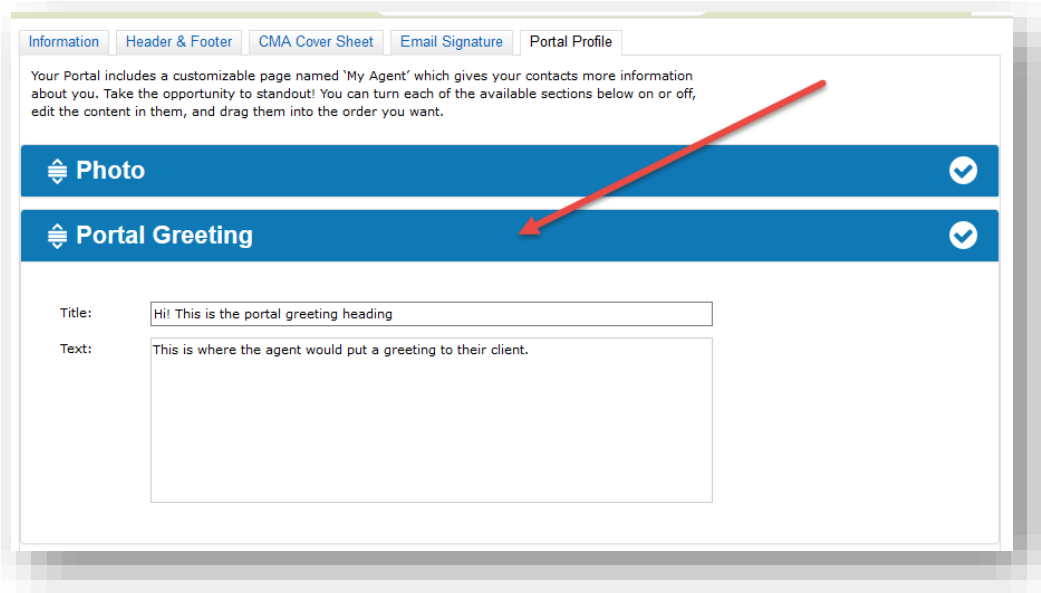 Information Header & Footer CMA Cover Sheet Email Signature Portal Profile
Your Portal includes a customizable page named `My Agent' which gives your contacts more information
about you. Take the opportunity to standout! You can turn each of the available sections below on or off,
edit the content in them, and drag them into the order you want.
Photo
Portal Greeting
Title: Hi! This is the portal greeting heading
Text: This is where the agent would put a greeting to their client.